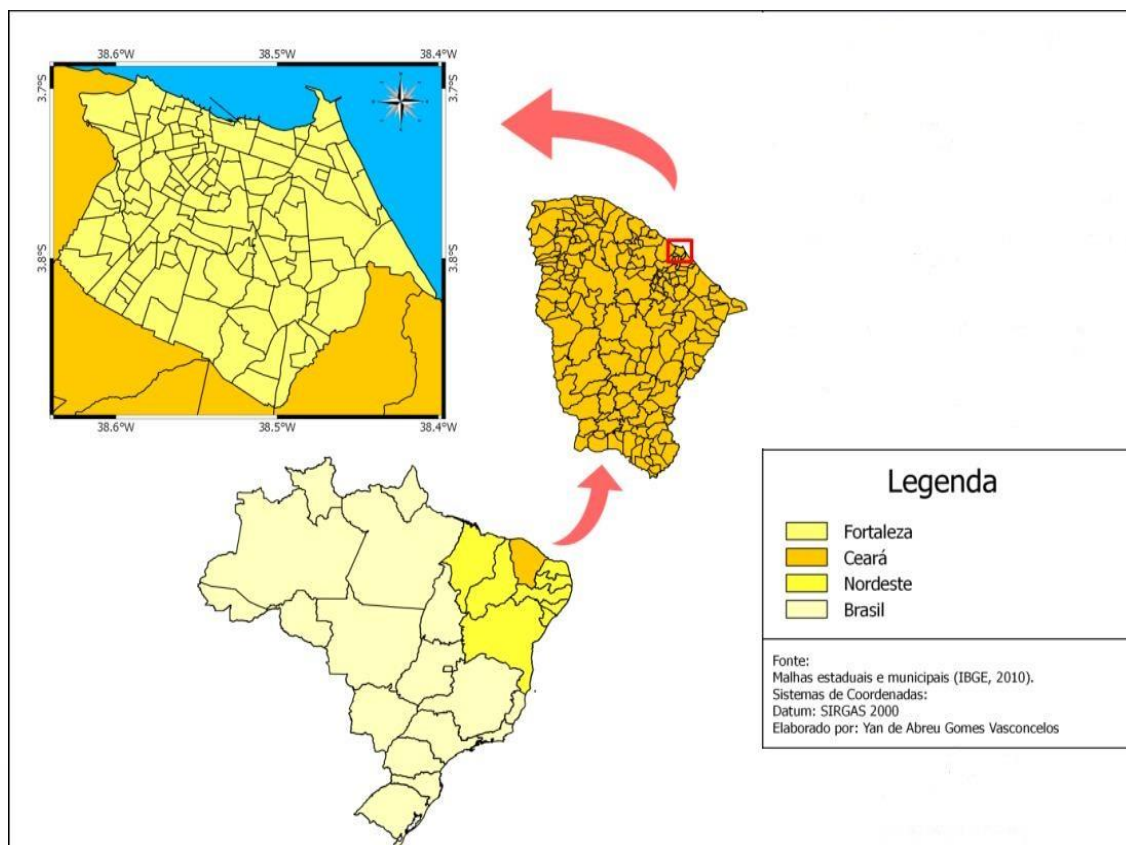 38.6°W 38.5°W 38.4°W
3.7°S 3.7°S
3.8°S 3.8°S
38.6°W 38.5°W 38.4°W
Legenda
Fortaleza
Ceará
Nordeste
Brasil
Fonte:
Malhas estaduais e municipais (IBGE, 2010).
Sistemas de Coordenadas:
Datum: SIRGAS 2000
Elaborado por: Yan de Abreu Gomes Vasconcelos